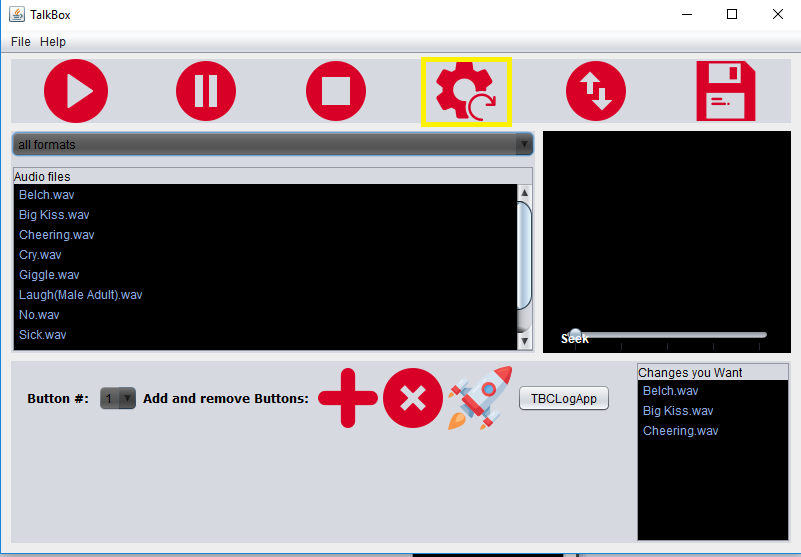 TalkBox
File Help
all formats
Audio files
Belch.wav
Big Kiss.wav
Cheering.wav
Cry.wav
Giggle.wav
Laugh(Male Adult).wav
No.wav
Sick.wav
Seek
Button #: 1 Add and remove Buttons: TBCLogApp
Changes you Want
Belch.wav
Big Kiss.wav
Cheering.wav